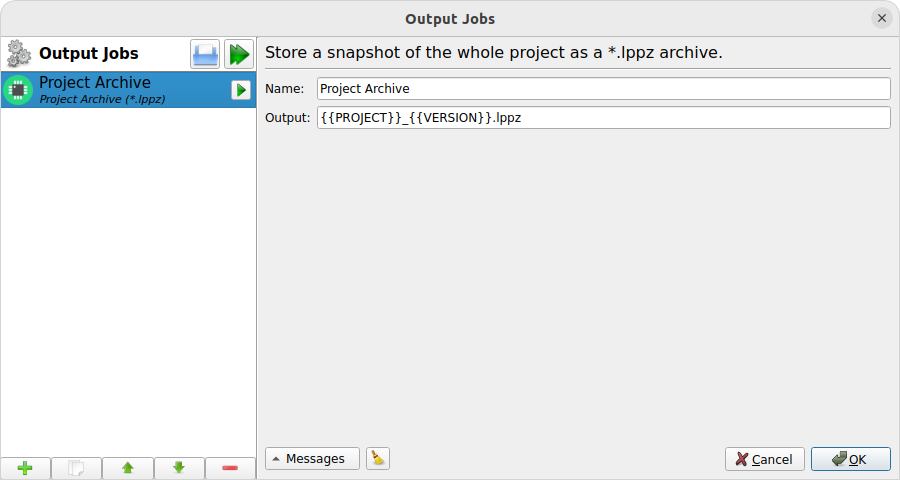 Output Jobs
Output Jobs
Project Archive
Project Archive (*.lppz)
Store a snapshot of the whole project as a *.lppz archive.
Name: Project Archive
Output: {{PROJECT}}_{{VERSION}}.lppz
Messages
Cancel
OK